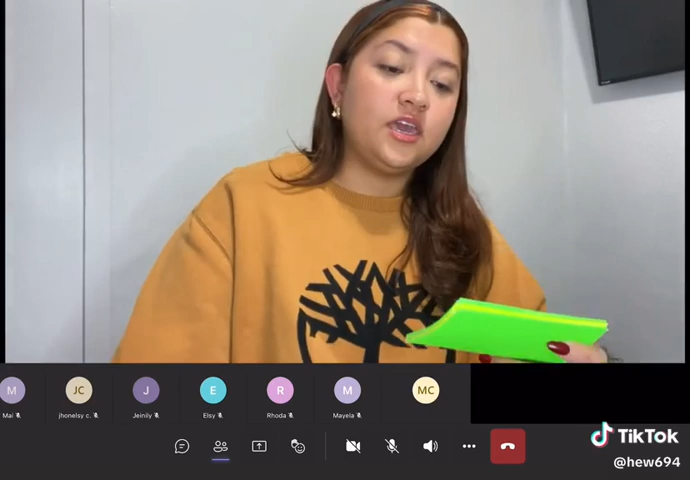 M JC J E R M MC
Mai jhonelsy c. Jeinily Elsy Rhoda Mayela
TikTok
@hew694